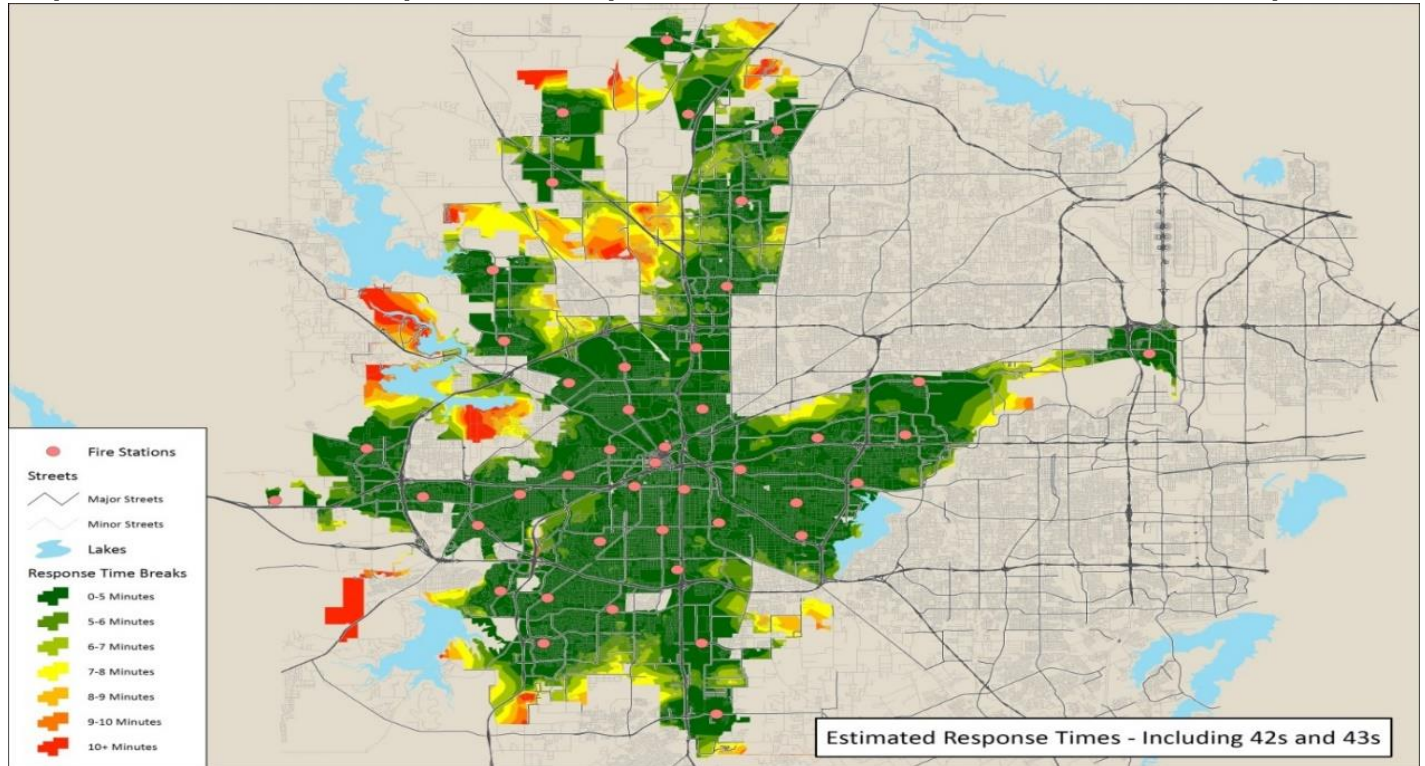 Fire Stations
Streets
Major Streets
Minor Streets
Lakes
Response Time Breaks
0-5 Minutes
5-6 Minutes
6-7 Minutes
7-8 Minutes
8-9 Minutes
9-10 Minutes
10+ Minutes
Estimated Response Times - Including 42s and 43s